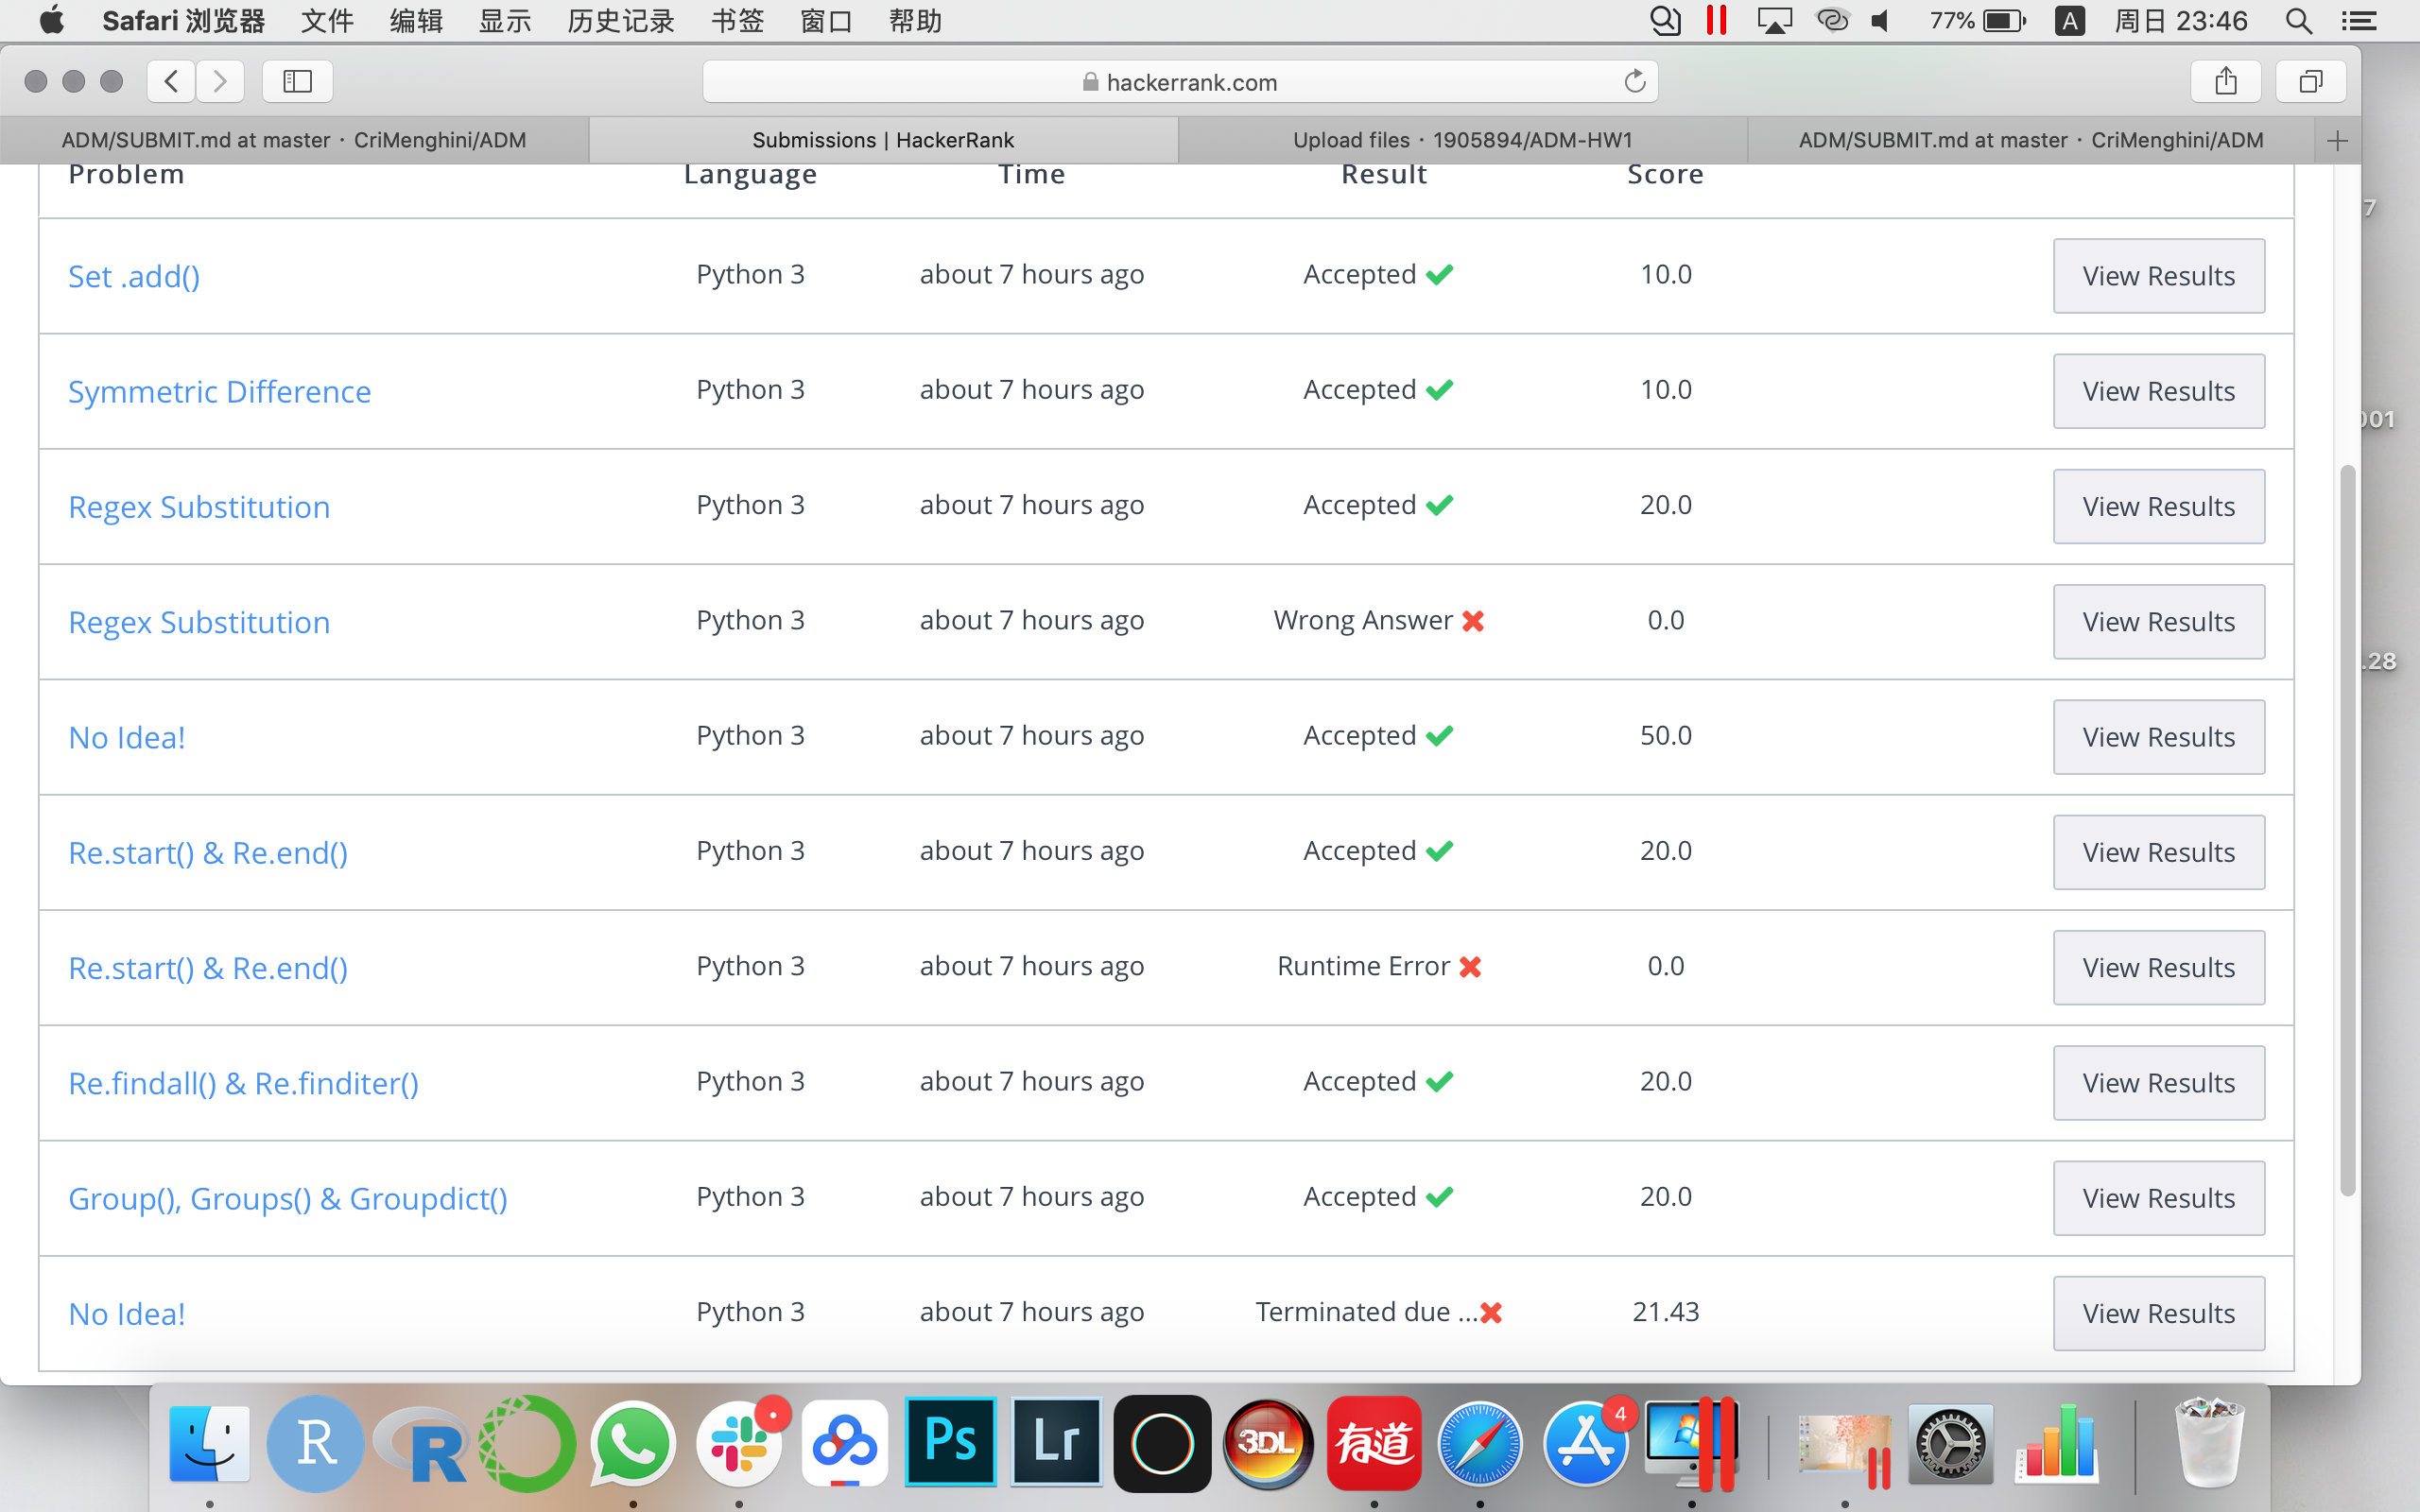 Safari 浏览器 文件 编辑 显示 历史记录 书签 窗口 帮助 77% A 周日 23:46
hackerrank.com
ADM/SUBMIT.md at master · CriMenghini/ADM Submissions | HackerRank Upload files · 1905894/ADM-HW1 ADM/SUBMIT.md at master · CriMenghini/ADM
Problem Language Time Result Score
7
Set .add() Python 3 about 7 hours ago Accepted 10.0 View Results
Symmetric Difference Python 3 about 7 hours ago Accepted 10.0 View Results
001
Regex Substitution Python 3 about 7 hours ago Accepted 20.0 View Results
Regex Substitution Python 3 about 7 hours ago Wrong Answer 0.0 View Results
.28
No Idea! Python 3 about 7 hours ago Accepted 50.0 View Results
Re.start() & Re.end() Python 3 about 7 hours ago Accepted 20.0 View Results
Re.start() & Re.end() Python 3 about 7 hours ago Runtime Error 0.0 View Results
Re.findall() & Re.finditer() Python 3 about 7 hours ago Accepted 20.0 View Results
Group(), Groups() & Groupdict() Python 3 about 7 hours ago Accepted 20.0 View Results
No Idea! Python 3 about 7 hours ago Terminated due ... 21.43 View Results
R R Ps Lr 3DL 有道 4